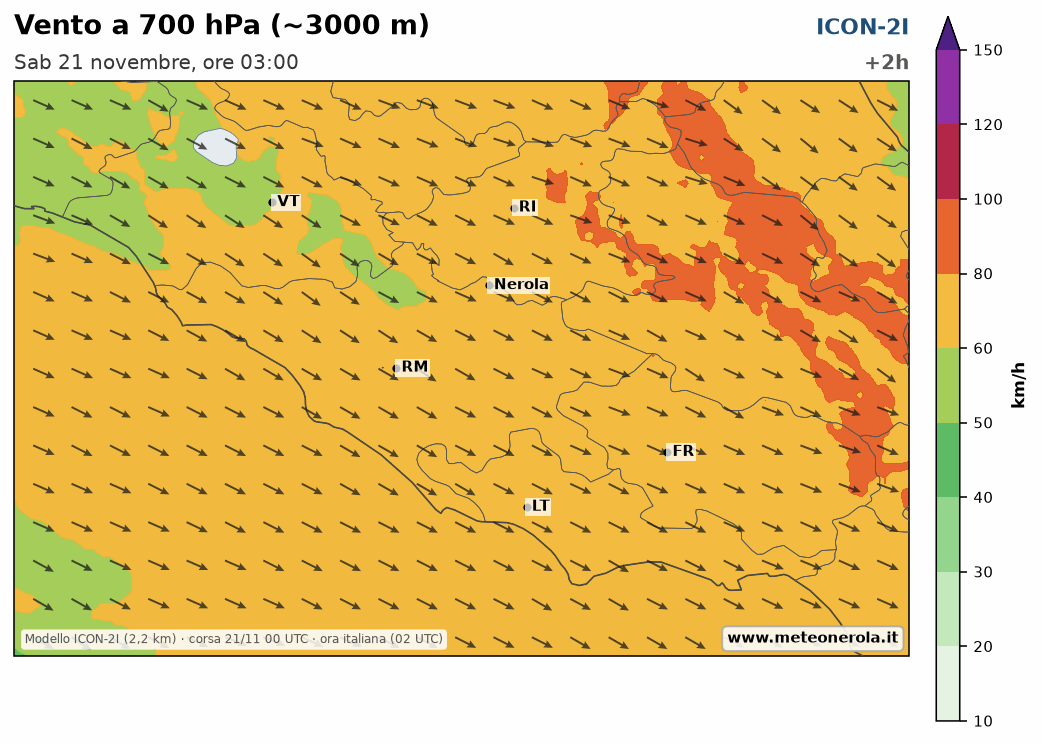 Vento a 700 hPa (~3000 m)
ICON-2I
Sab 21 novembre, ore 03:00
+2h
VT
RI
Nerola
RM
FR
LT
Modello ICON-2I (2,2 km) · corsa 21/11 00 UTC · ora italiana (02 UTC)
www.meteonerola.it
150
120
100
80
60
50
40
30
20
10
km/h